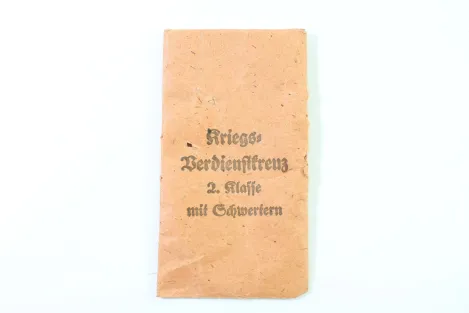 Kriegs-
Verdienstkreuz
2. Klasse
mit Schwertern